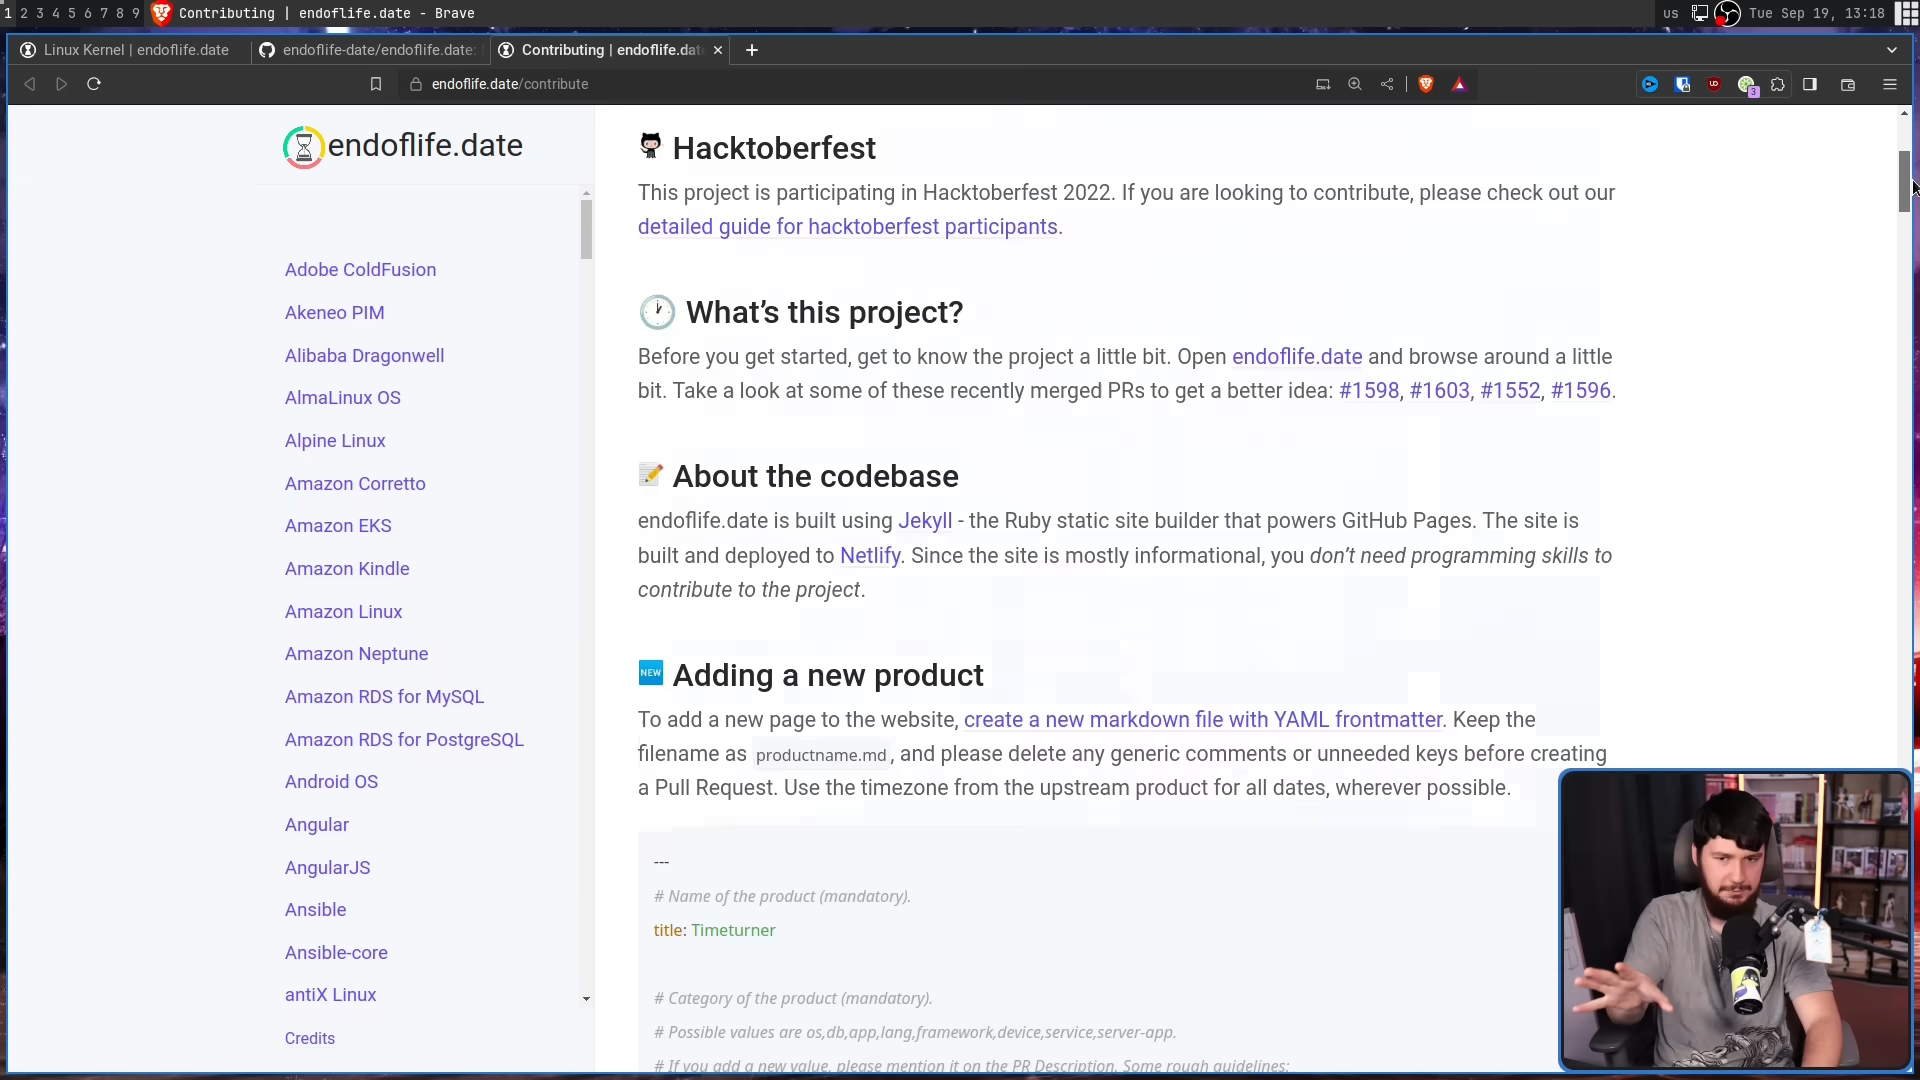 1 2 3 4 5 6 7 8 9 Contributing | endoflife.date - Brave us Tue Sep 19, 13:18
Linux Kernel | endoflife.date endoflife-date/endoflife.date: Contributing | endoflife.dat
endoflife.date/contribute
3
endoflife.date
Adobe ColdFusion
Akeneo PIM
Alibaba Dragonwell
AlmaLinux OS
Alpine Linux
Amazon Corretto
Amazon EKS
Amazon Kindle
Amazon Linux
Amazon Neptune
Amazon RDS for MySQL
Amazon RDS for PostgreSQL
Android OS
Angular
AngularJS
Ansible
Ansible-core
antiX Linux
Credits
Hacktoberfest
This project is participating in Hacktoberfest 2022. If you are looking to contribute, please check out our
detailed guide for hacktoberfest participants.
What’s this project?
Before you get started, get to know the project a little bit. Open endoflife.date and browse around a little
bit. Take a look at some of these recently merged PRs to get a better idea: #1598, #1603, #1552, #1596.
About the codebase
endoflife.date is built using Jekyll - the Ruby static site builder that powers GitHub Pages. The site is
built and deployed to Netlify. Since the site is mostly informational, you don’t need programming skills to
contribute to the project.
NEW Adding a new product
To add a new page to the website, create a new markdown file with YAML frontmatter. Keep the
filename as productname.md, and please delete any generic comments or unneeded keys before creating
a Pull Request. Use the timezone from the upstream product for all dates, wherever possible.
---
# Name of the product (mandatory).
title: Timeturner
# Category of the product (mandatory).
# Possible values are os,db,app,lang,framework,device,service,server-app.
# If you add a new value, please mention it on the PR Description. Some rough guidelines: